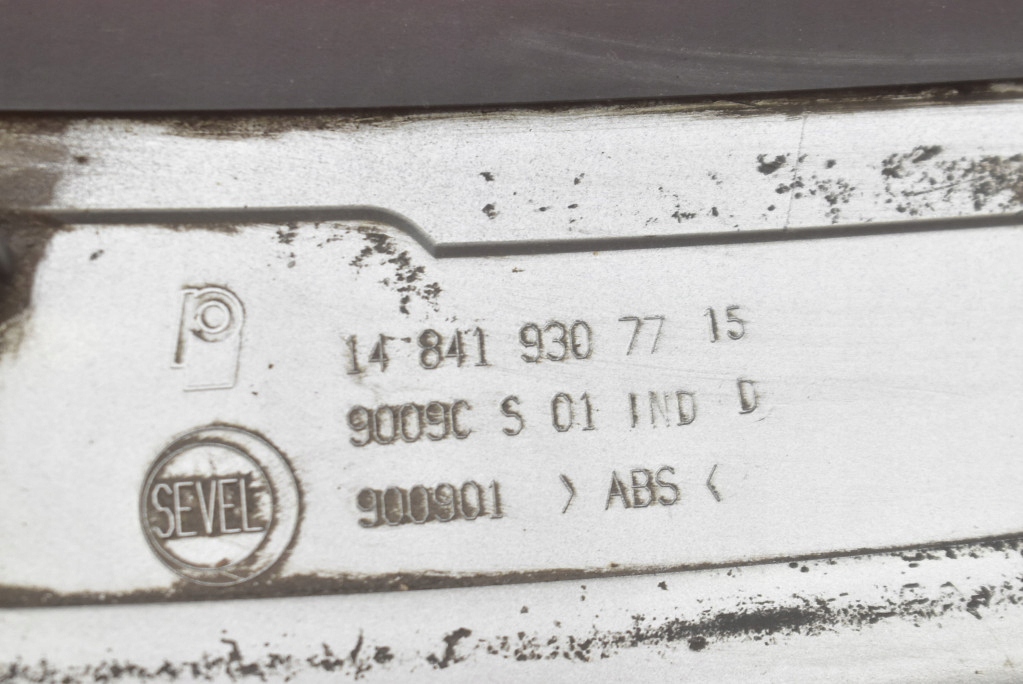 14 841 930 77 15
9009C S 01 IND D
900901 > ABS <
SEVEL